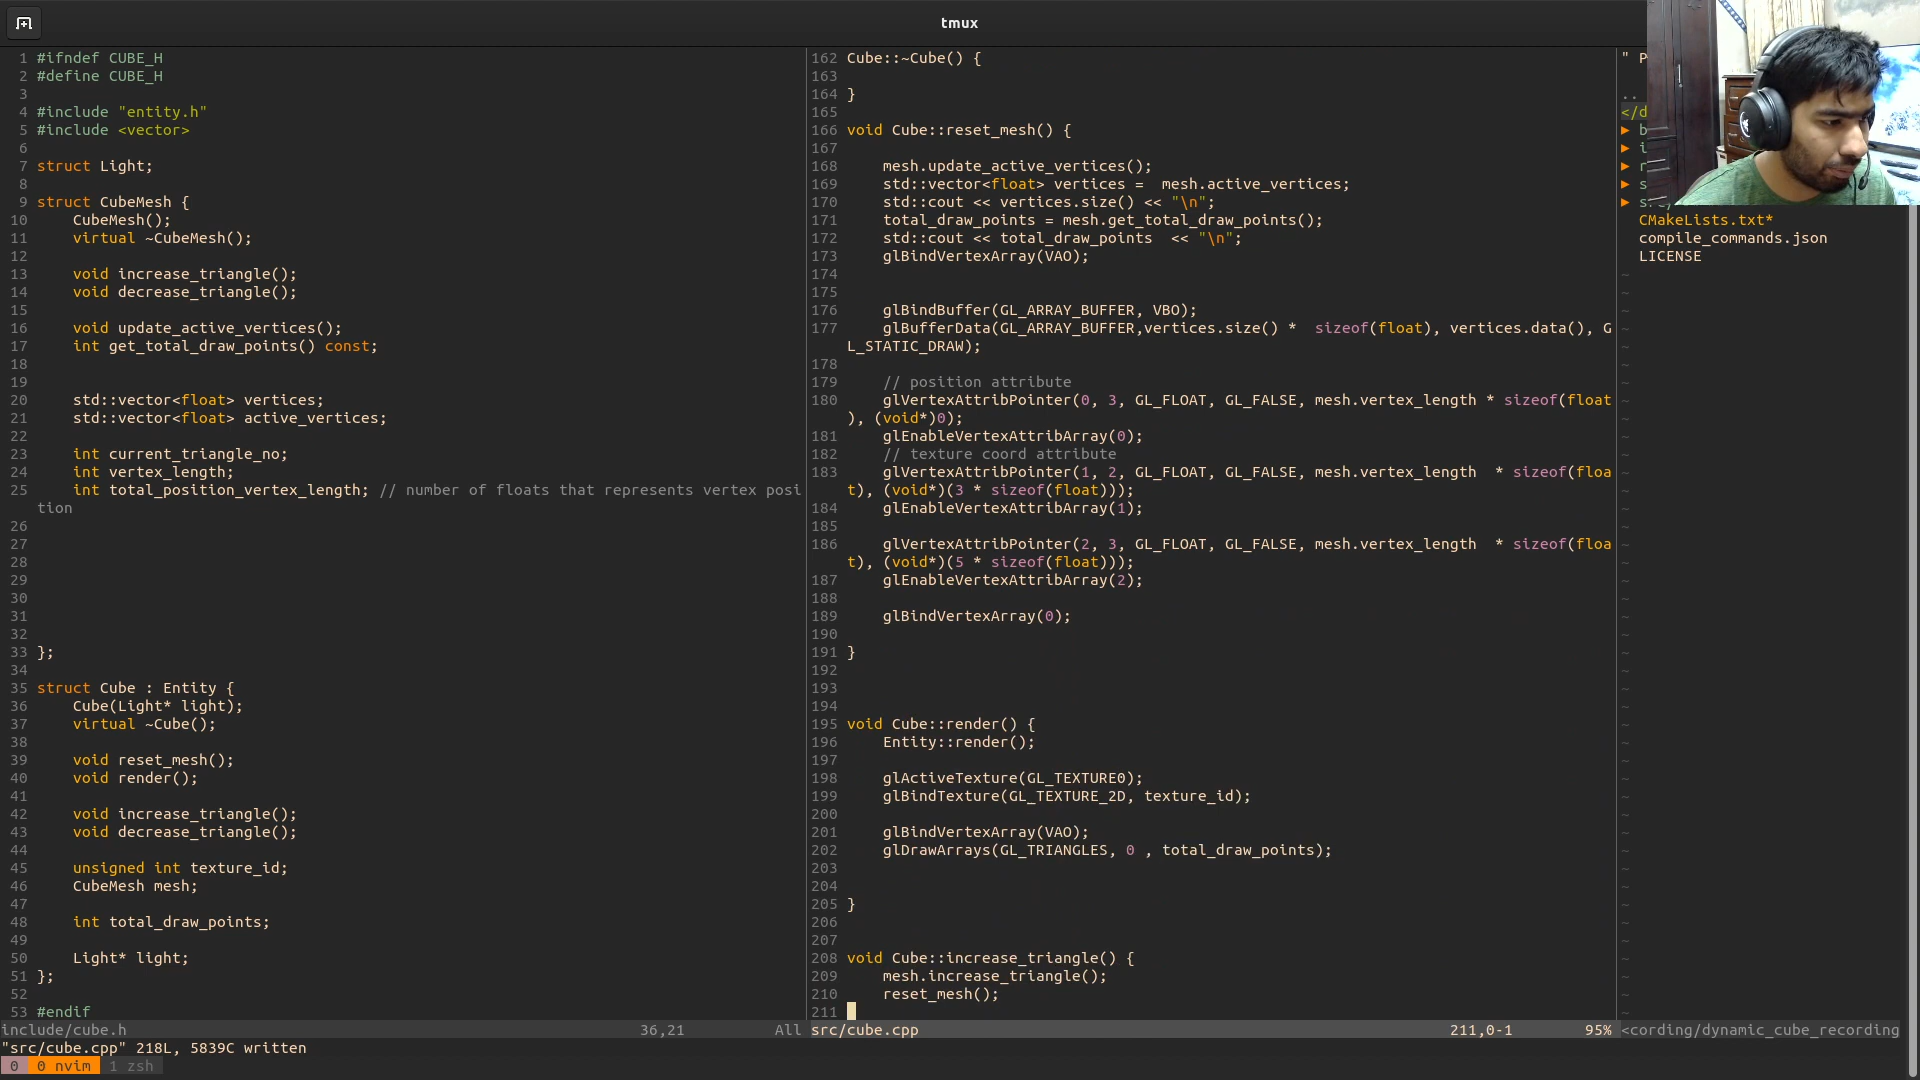 tmux
1 #ifndef CUBE_H
2 #define CUBE_H
3
4 #include "entity.h"
5 #include <vector>
6
7 struct Light;
8
9 struct CubeMesh {
10 CubeMesh();
11 virtual ~CubeMesh();
12
13 void increase_triangle();
14 void decrease_triangle();
15
16 void update_active_vertices();
17 int get_total_draw_points() const;
18
19
20 std::vector<float> vertices;
21 std::vector<float> active_vertices;
22
23 int current_triangle_no;
24 int vertex_length;
25 int total_position_vertex_length; // number of floats that represents vertex posi
tion
26
27
28
29
30
31
32
33 };
34
35 struct Cube : Entity {
36 Cube(Light* light);
37 virtual ~Cube();
38
39 void reset_mesh();
40 void render();
41
42 void increase_triangle();
43 void decrease_triangle();
44
45 unsigned int texture_id;
46 CubeMesh mesh;
47
48 int total_draw_points;
49
50 Light* light;
51 };
52
53 #endif
include/cube.h 36,21 All
162 Cube::~Cube() {
163
164 }
165
166 void Cube::reset_mesh() {
167
168 mesh.update_active_vertices();
169 std::vector<float> vertices =  mesh.active_vertices;
170 std::cout << vertices.size() << "\n";
171 total_draw_points = mesh.get_total_draw_points();
172 std::cout << total_draw_points  << "\n";
173 glBindVertexArray(VAO);
174
175
176 glBindBuffer(GL_ARRAY_BUFFER, VBO);
177 glBufferData(GL_ARRAY_BUFFER,vertices.size() *  sizeof(float), vertices.data(), G
L_STATIC_DRAW);
178
179 // position attribute
180 glVertexAttribPointer(0, 3, GL_FLOAT, GL_FALSE, mesh.vertex_length * sizeof(float
), (void*)0);
181 glEnableVertexAttribArray(0);
182 // texture coord attribute
183 glVertexAttribPointer(1, 2, GL_FLOAT, GL_FALSE, mesh.vertex_length  * sizeof(floa
t), (void*)(3 * sizeof(float)));
184 glEnableVertexAttribArray(1);
185
186 glVertexAttribPointer(2, 3, GL_FLOAT, GL_FALSE, mesh.vertex_length  * sizeof(floa
t), (void*)(5 * sizeof(float)));
187 glEnableVertexAttribArray(2);
188
189 glBindVertexArray(0);
190
191 }
192
193
194
195 void Cube::render() {
196 Entity::render();
197
198 glActiveTexture(GL_TEXTURE0);
199 glBindTexture(GL_TEXTURE_2D, texture_id);
200
201 glBindVertexArray(VAO);
202 glDrawArrays(GL_TRIANGLES, 0 , total_draw_points);
203
204
205 }
206
207
208 void Cube::increase_triangle() {
209 mesh.increase_triangle();
210 reset_mesh();
211
src/cube.cpp 211,0-1 95%
" P
..
</d
▶ b
▶ i
▶ r
▶ s
▶
CMakeLists.txt*
compile_commands.json
LICENSE
<cording/dynamic_cube_recording
"src/cube.cpp" 218L, 5839C written
0 0 nvim 1 zsh